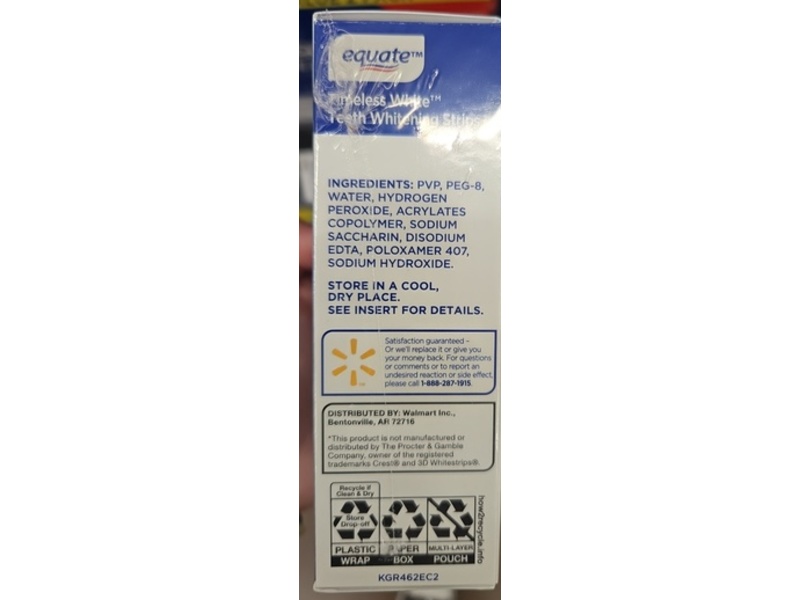 equate™
Timeless White™
Teeth Whitening Strips
INGREDIENTS: PVP, PEG-8,
WATER, HYDROGEN
PEROXIDE, ACRYLATES
COPOLYMER, SODIUM
SACCHARIN, DISODIUM
EDTA, POLOXAMER 407,
SODIUM HYDROXIDE.
STORE IN A COOL,
DRY PLACE.
SEE INSERT FOR DETAILS.
Satisfaction guaranteed –
Or we'll replace it or give you
your money back. For questions
or comments or to report an
undesired reaction or side effect,
please call 1-888-287-1915.
DISTRIBUTED BY: Walmart Inc.,
Bentonville, AR 72716
*This product is not manufactured or
distributed by The Procter & Gamble
Company, owner of the registered
trademarks Crest® and 3D Whitestrips®.
Recycle if
Clean & Dry
Store
Drop-off
PLASTIC
WRAP
PAPER
BOX
MULTI-LAYER
POUCH
how2recycle.info
KGR462EC2